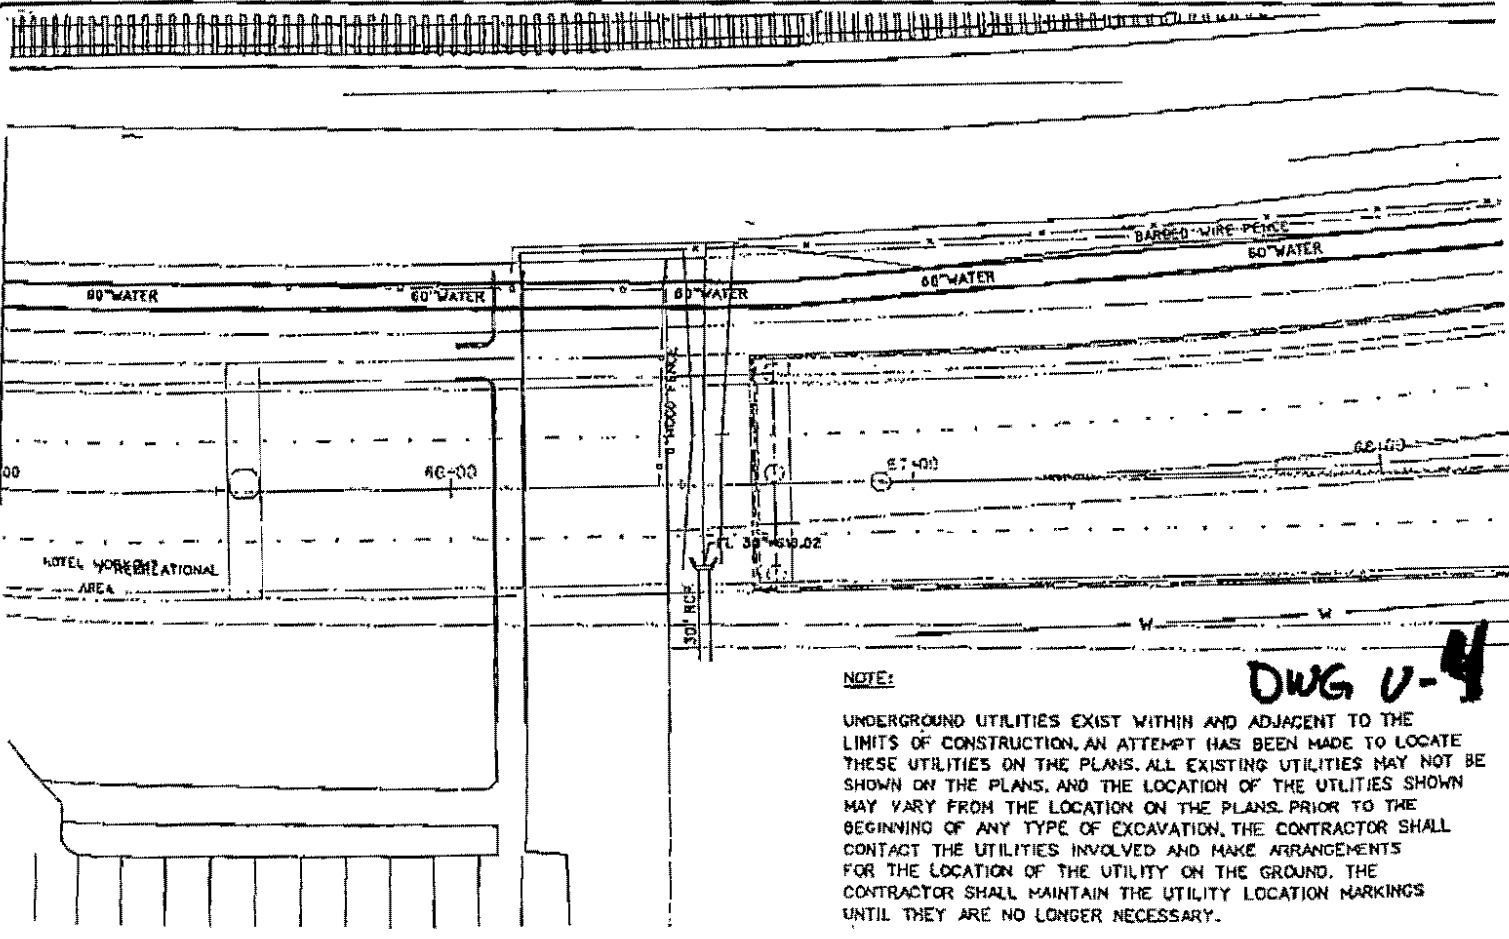 BARBED WIRE FENCE
60"WATER
60"WATER
60"WATER
60"WATER
60"WATER
WOOD FENCE
68+00
00
66+00
67+00
HOTEL RECREATIONAL
AREA
30" RCP
W
W
NOTE:
DWG U-4
UNDERGROUND UTILITIES EXIST WITHIN AND ADJACENT TO THE
LIMITS OF CONSTRUCTION. AN ATTEMPT HAS BEEN MADE TO LOCATE
THESE UTILITIES ON THE PLANS. ALL EXISTING UTILITIES MAY NOT BE
SHOWN ON THE PLANS, AND THE LOCATION OF THE UTLITIES SHOWN
MAY VARY FROM THE LOCATION ON THE PLANS. PRIOR TO THE
BEGINNING OF ANY TYPE OF EXCAVATION, THE CONTRACTOR SHALL
CONTACT THE UTILITIES INVOLVED AND MAKE ARRANGEMENTS
FOR THE LOCATION OF THE UTILITY ON THE GROUND. THE
CONTRACTOR SHALL MAINTAIN THE UTILITY LOCATION MARKINGS
UNTIL THEY ARE NO LONGER NECESSARY.